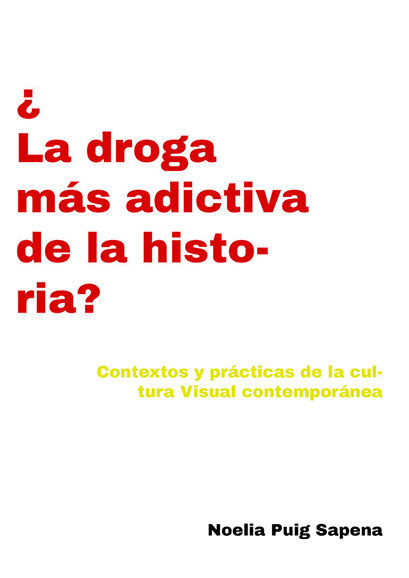 ¿
La droga
más adictiva
de la histo-
ria?
Contextos y prácticas de la cul-
tura Visual contemporánea
Noelia Puig Sapena